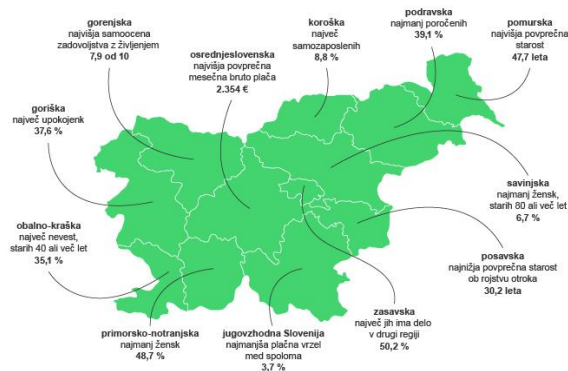 gorenjska
najvišja samoocena
zadovoljstva z življenjem
7,9 od 10
osrednjeslovenska
najvišja povprečna
mesečna bruto plača
2.354 €
koroška
največ
samozaposlenih
8,8 %
podravska
najmanj poročenih
39,1 %
pomurska
najvišja povprečna
starost
47,7 leta
goriška
največ upokojenk
37,6 %
obalno-kraška
največ nevest,
starih 40 ali več let
35,1 %
savinjska
najmanj žensk,
starih 80 ali več let
6,7 %
posavska
najnižja povprečna starost
ob rojstvu otroka
30,2 leta
primorsko-notranjska
najmanj žensk
48,7 %
jugovzhodna Slovenija
najmanjša plačna vrzel
med spoloma
3,7 %
zasavska
največ jih ima delo
v drugi regiji
50,2 %